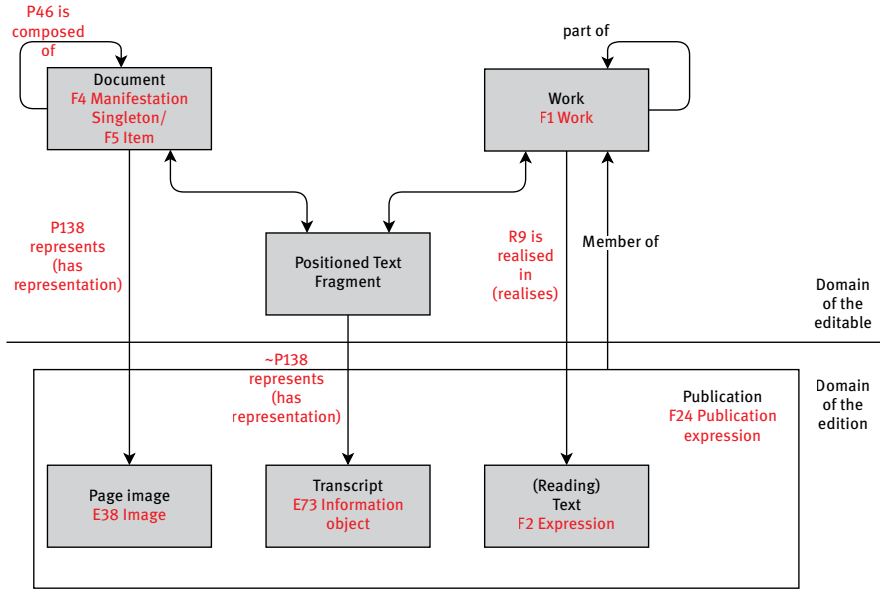 P46 is
composed
of
part of
Document
F4 Manifestation
Singleton/
F5 Item
Work
F1 Work
P138
represents
(has
representation)
Positioned Text
Fragment
R9 is
realised
in
(realises)
Member of
Domain
of the
editable
~P138
represents
(has
representation)
Publication
F24 Publication
expression
Domain
of the
edition
Page image
E38 Image
Transcript
E73 Information
object
(Reading)
Text
F2 Expression